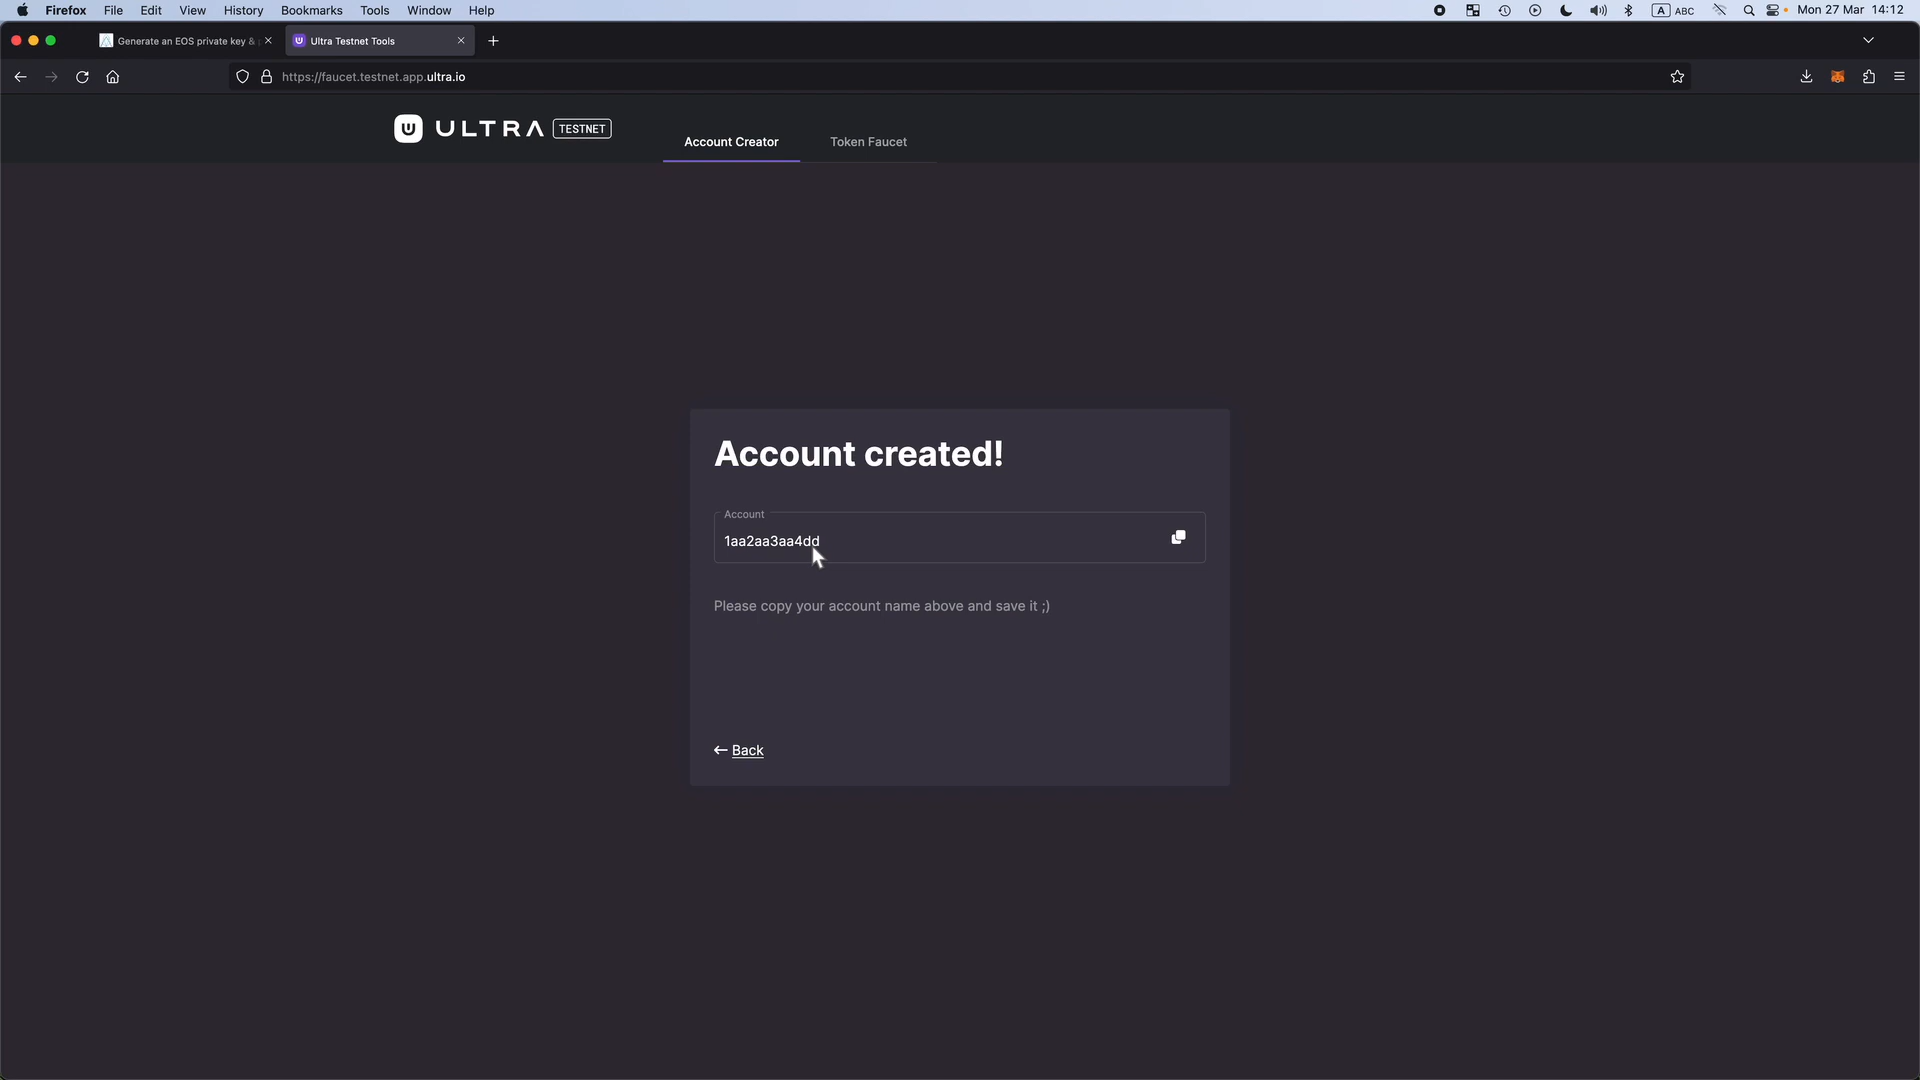 Firefox File Edit View History Bookmarks Tools Window Help A ABC Mon 27 Mar 14:12
Generate an EOS private key & Ultra Testnet Tools
https://faucet.testnet.app.ultra.io
ULTRA TESTNET Account Creator Token Faucet
Account created!
Account
1aa2aa3aa4dd
Please copy your account name above and save it ;)
← Back